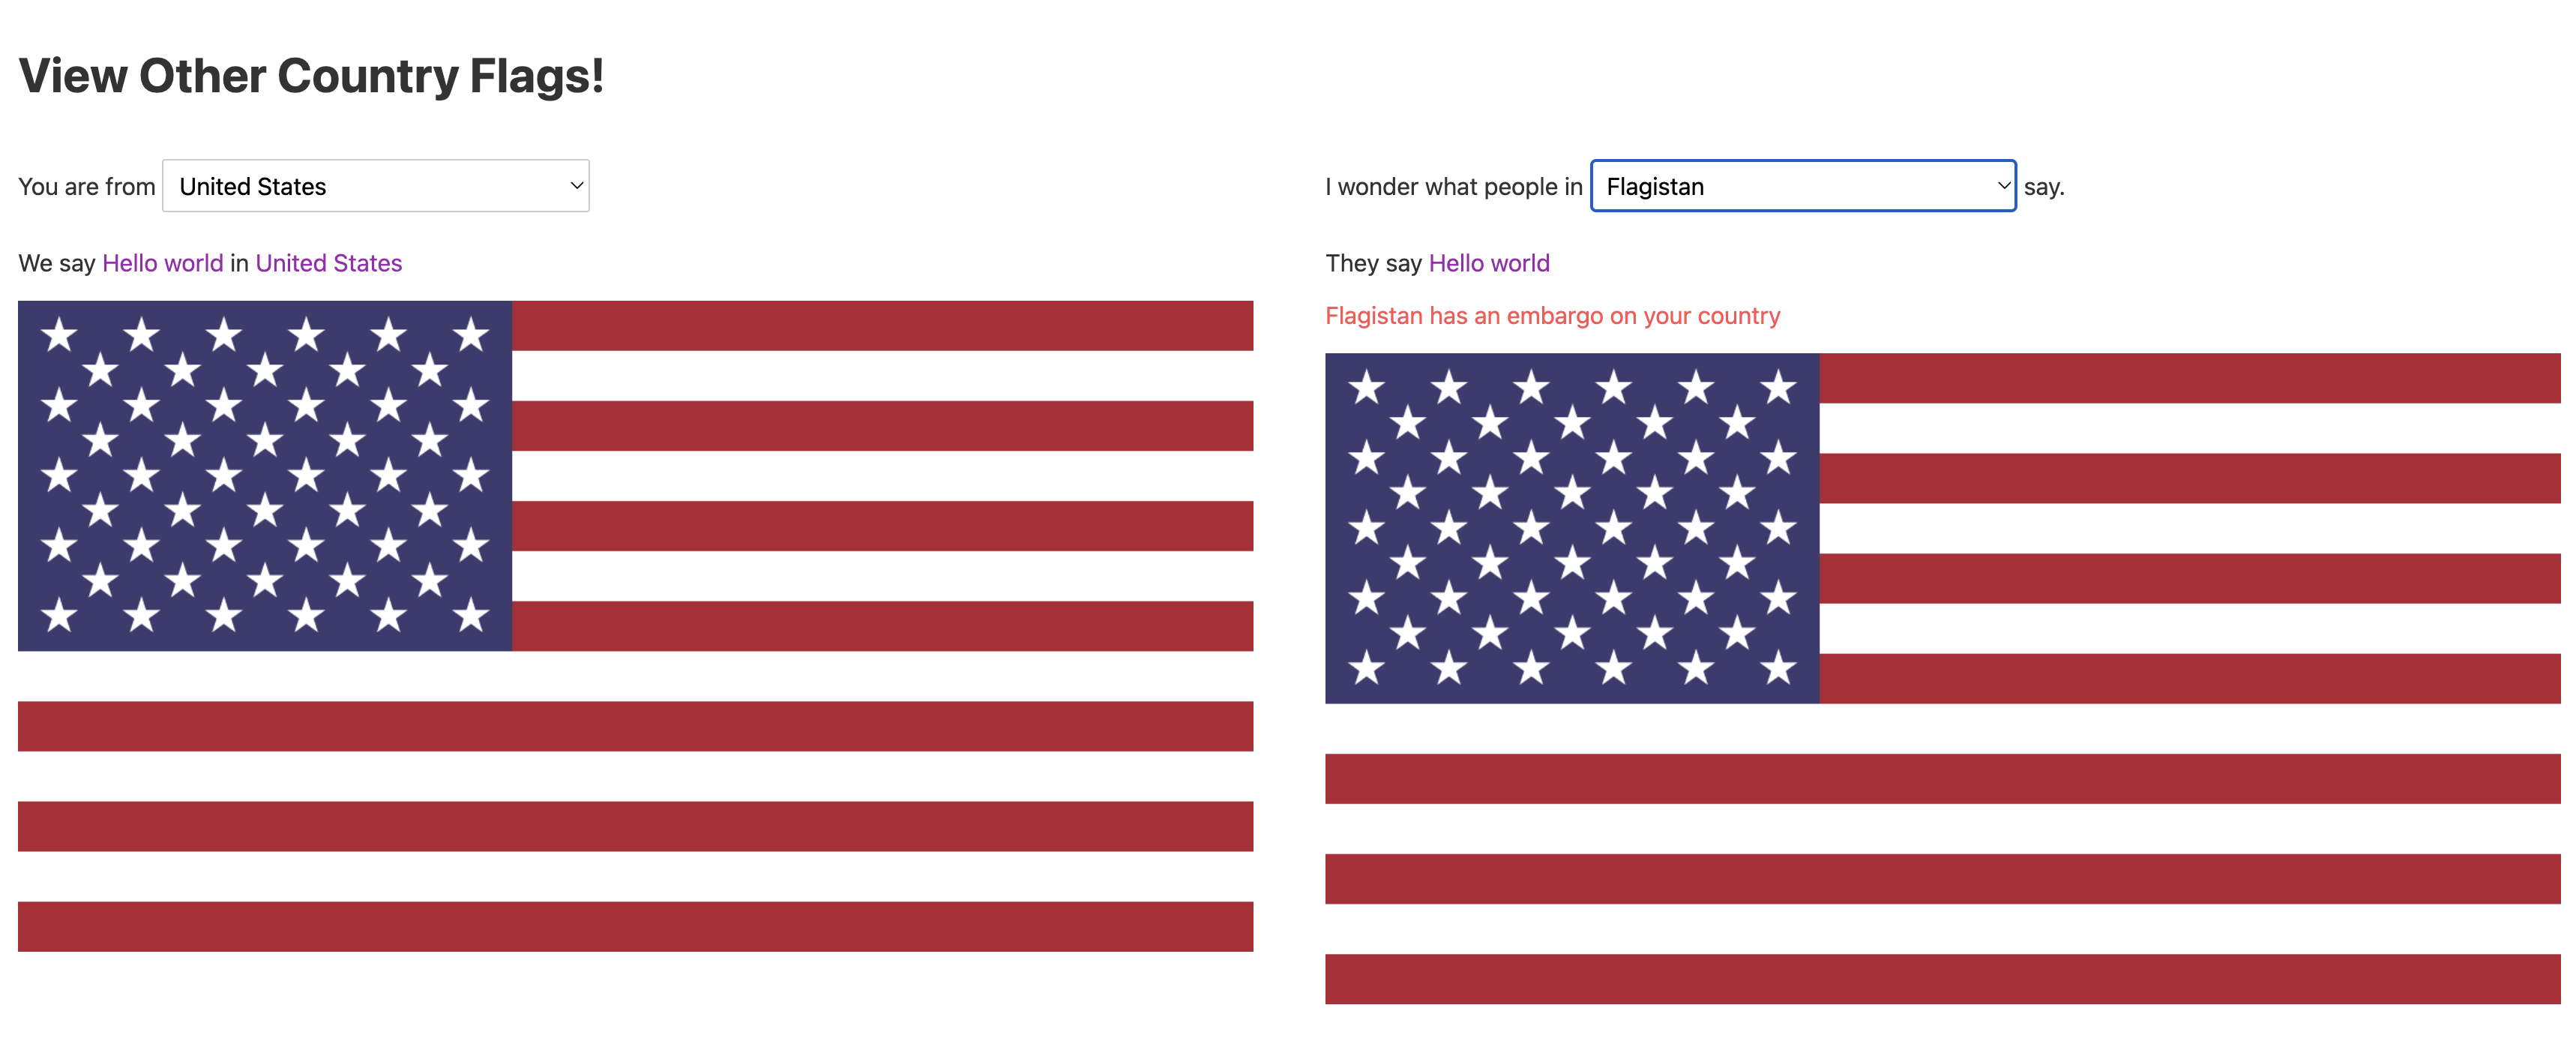 View Other Country Flags!
You are from United States
We say Hello world in United States
I wonder what people in Flagistan say.
They say Hello world
Flagistan has an embargo on your country